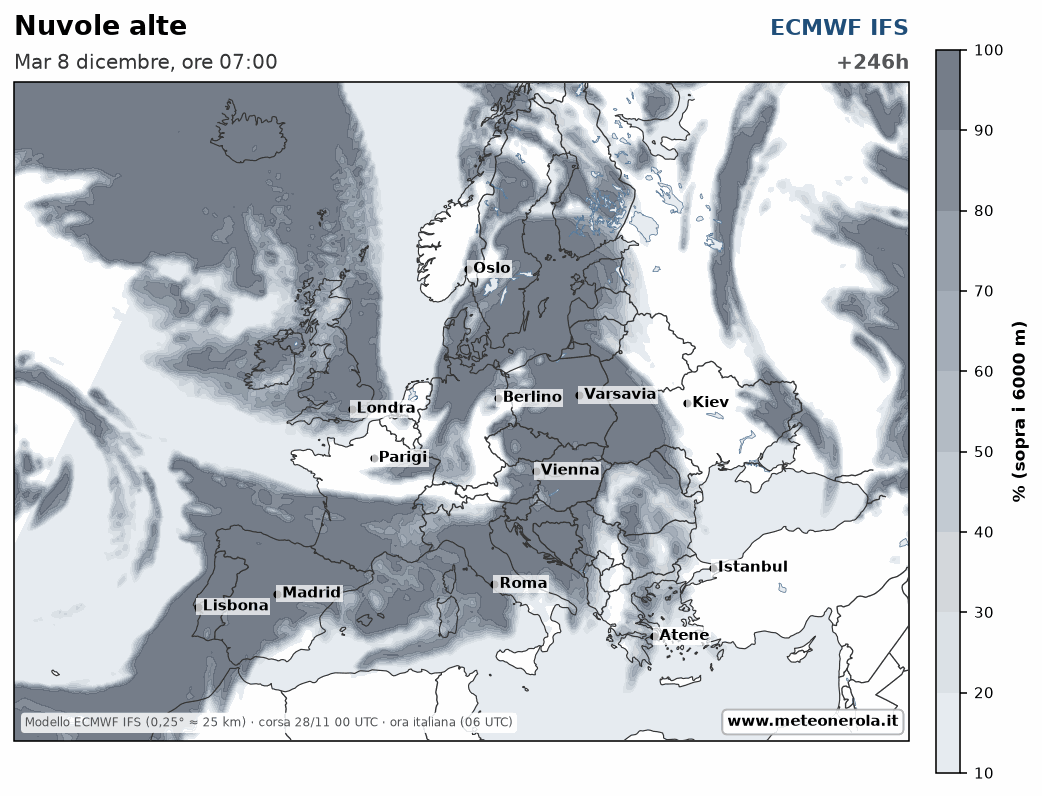 Nuvole alte
ECMWF IFS
Mar 8 dicembre, ore 07:00
+246h
100
90
80
70
60
50
40
30
20
10
% (sopra i 6000 m)
Oslo
Londra
Berlino
Varsavia
Kiev
Parigi
Vienna
Istanbul
Roma
Madrid
Lisbona
Atene
Modello ECMWF IFS (0,25° ≈ 25 km) · corsa 28/11 00 UTC · ora italiana (06 UTC)
www.meteonerola.it